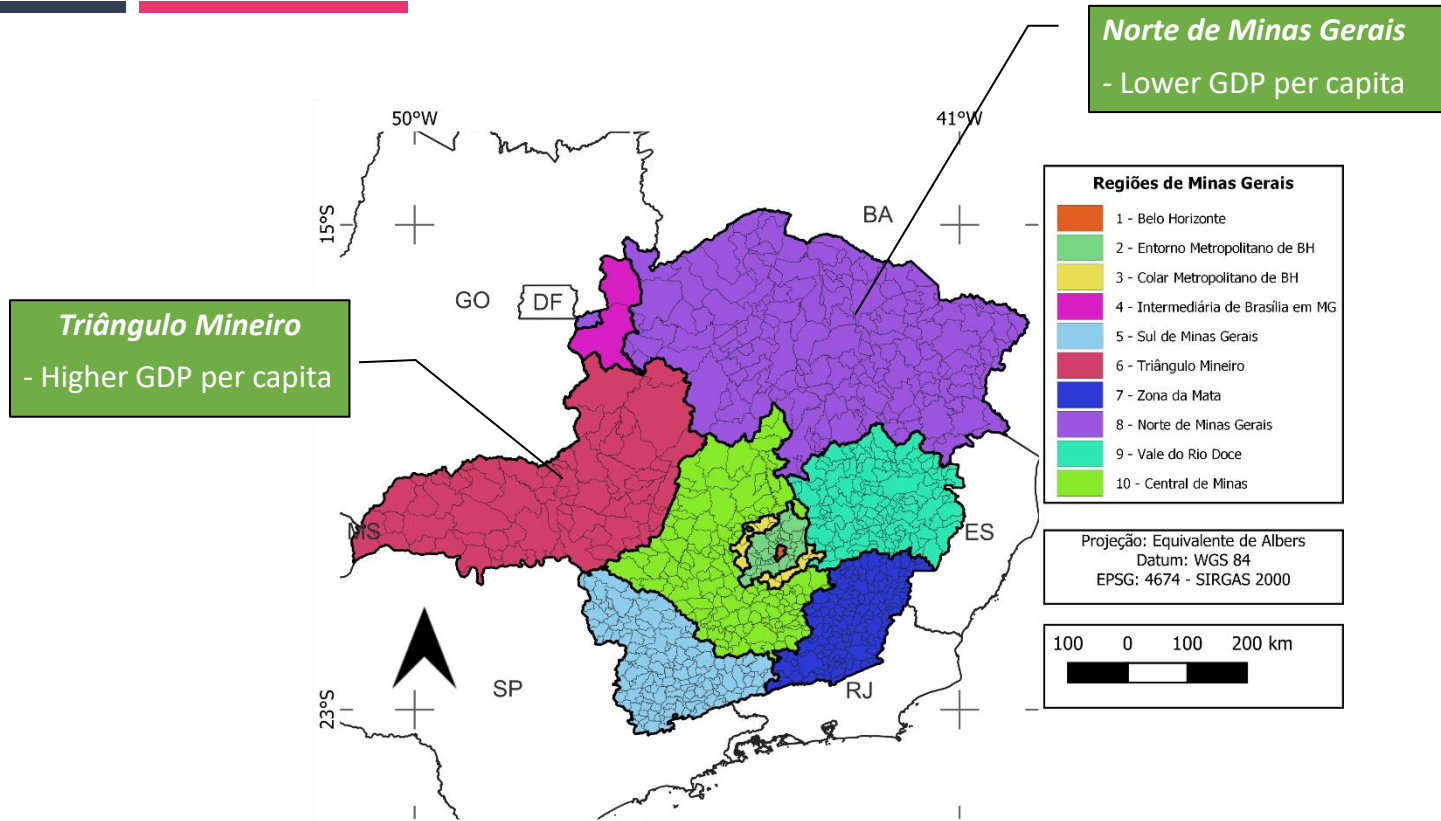 Norte de Minas Gerais
- Lower GDP per capita
50°W
41°W
15°S
BA
GO
DF
Triângulo Mineiro
- Higher GDP per capita
MS
ES
SP
RJ
23°S
Regiões de Minas Gerais
1 - Belo Horizonte
2 - Entorno Metropolitano de BH
3 - Colar Metropolitano de BH
4 - Intermediária de Brasília em MG
5 - Sul de Minas Gerais
6 - Triângulo Mineiro
7 - Zona da Mata
8 - Norte de Minas Gerais
9 - Vale do Rio Doce
10 - Central de Minas
Projeção: Equivalente de Albers
Datum: WGS 84
EPSG: 4674 - SIRGAS 2000
100 0 100 200 km